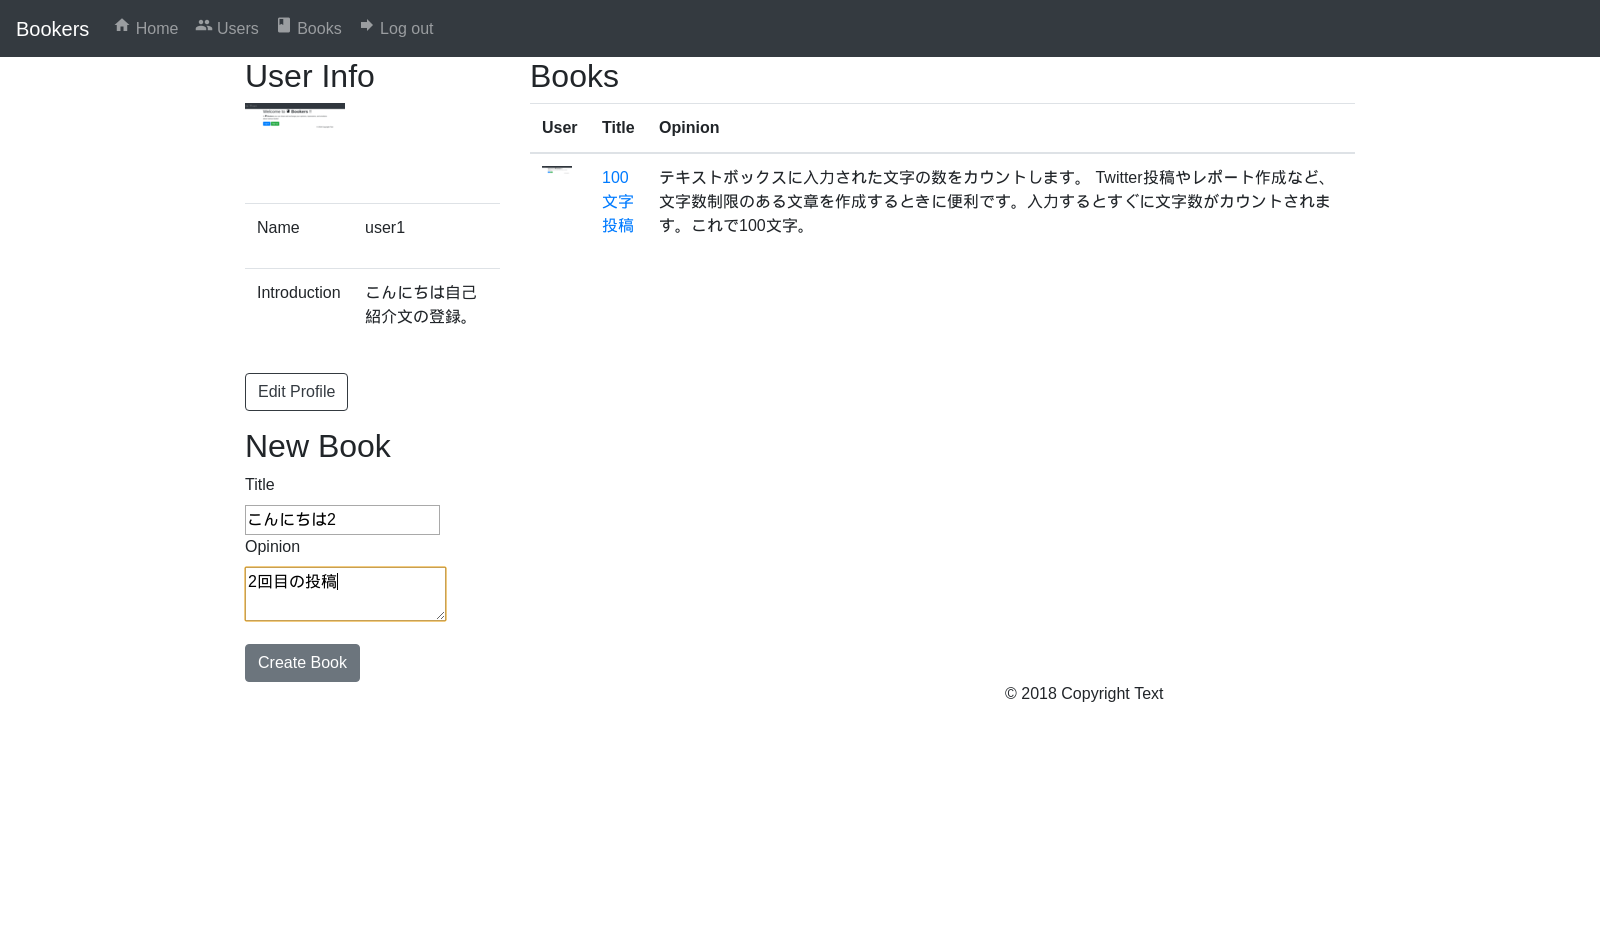 Bookers Home Users Books Log out
User Info
Name user1
Introduction こんにちは自己
紹介文の登録。
Edit Profile
New Book
Title
こんにちは2
Opinion
2回目の投稿
Create Book
Books
User Title Opinion
100 テキストボックスに入力された文字の数をカウントします。 Twitter投稿やレポート作成など、
文字 文字数制限のある文章を作成するときに便利です。入力するとすぐに文字数がカウントされま
投稿 す。これで100文字。
© 2018 Copyright Text